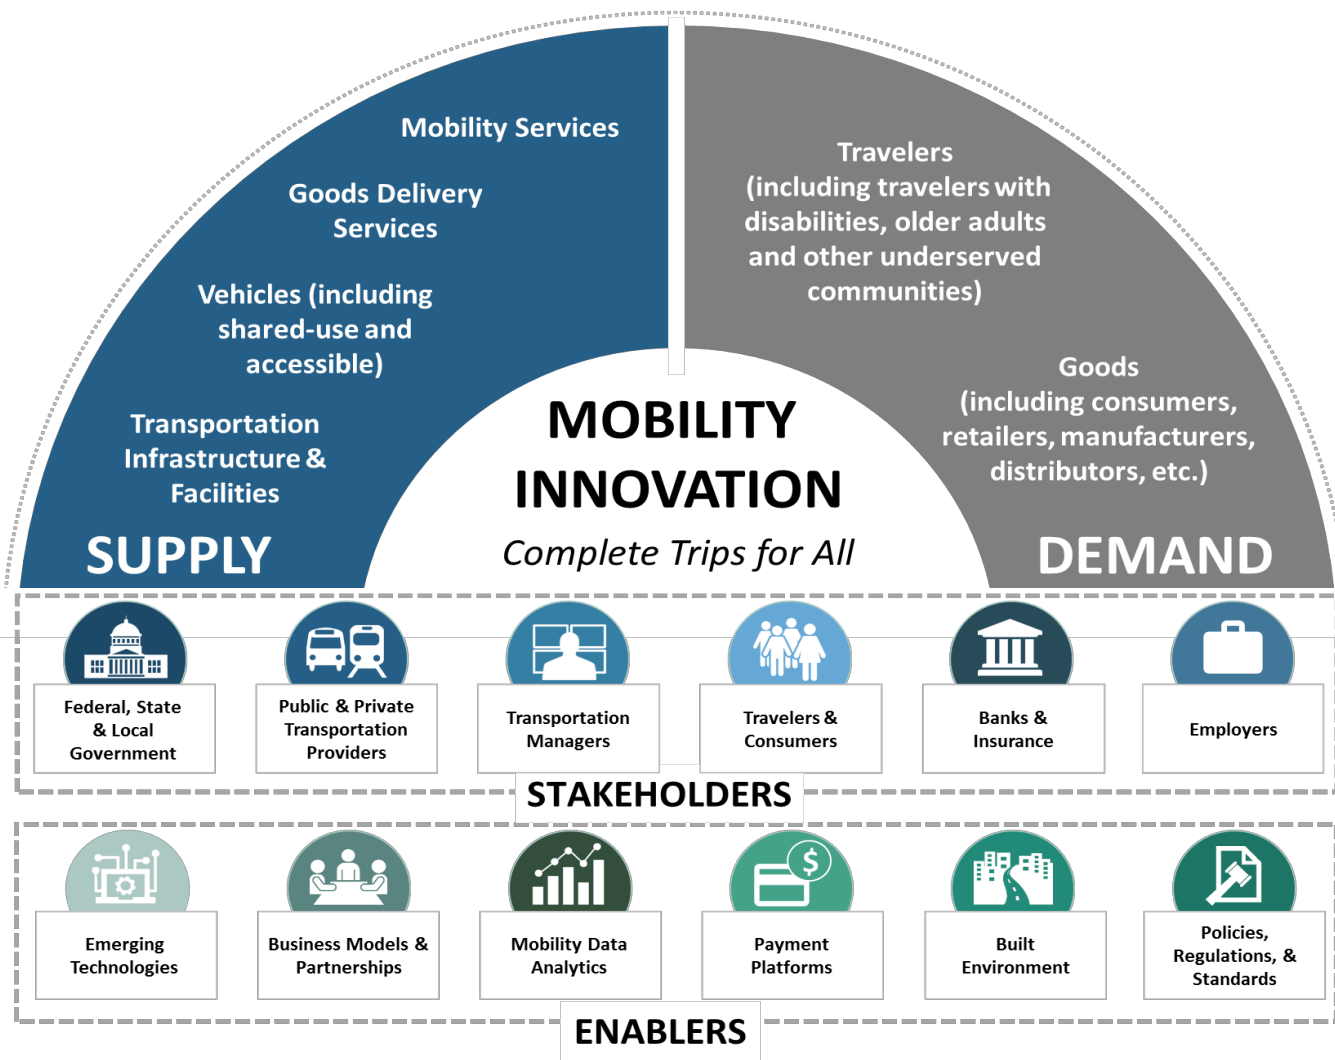 Mobility Services
Goods Delivery
Services
Vehicles (including
shared-use and
accessible)
Transportation
Infrastructure &
Facilities
SUPPLY
Travelers
(including travelers with
disabilities, older adults
and other underserved
communities)
Goods
(including consumers,
retailers, manufacturers,
distributors, etc.)
DEMAND
MOBILITY
INNOVATION
Complete Trips for All
Federal, State
& Local
Government
Public & Private
Transportation
Providers
Transportation
Managers
Travelers &
Consumers
Banks &
Insurance
Employers
STAKEHOLDERS
$
Emerging
Technologies
Business Models &
Partnerships
Mobility Data
Analytics
Payment
Platforms
Built
Environment
Policies,
Regulations, &
Standards
ENABLERS